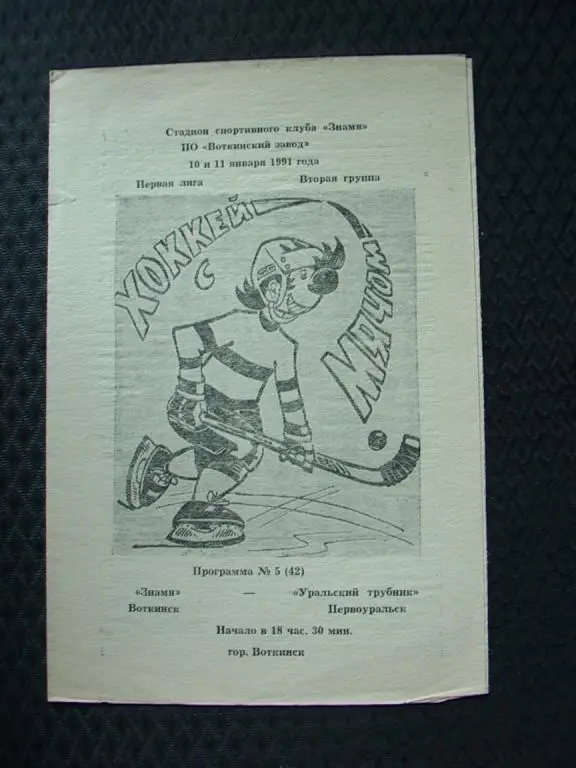 Стадион спортивного клуба «Знамя»
ПО «Воткинский завод»
10 и 11 января 1991 года
Первая лига Вторая группа
ХОККЕЙ
С
МЯЧОМ
Программа № 5 (42)
«Знамя» — «Уральский трубник»
Воткинск Первоуральск
Начало в 18 час. 30 мин.
гор. Воткинск